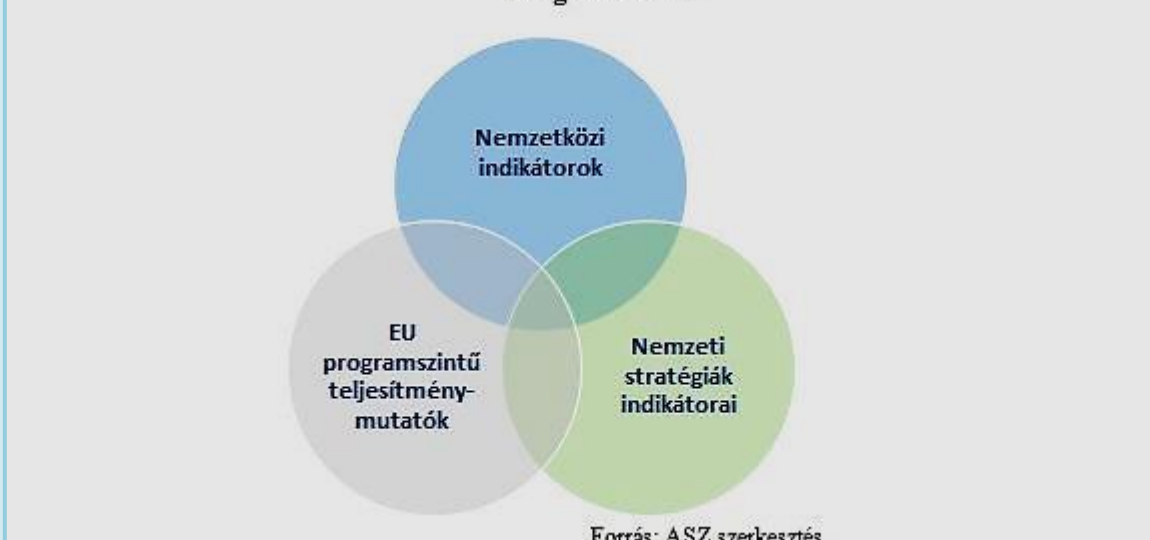 Nemzetközi
indikátorok
EU
programszintű
teljesítmény-
mutatók
Nemzeti
stratégiák
indikátorai
Forrás: ÁSZ szerkesztés